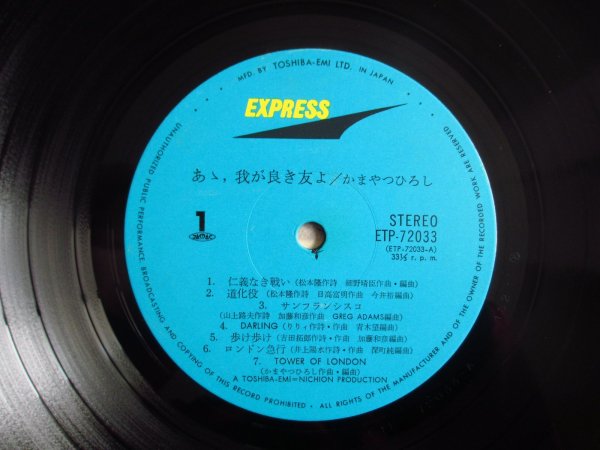 MFD. BY TOSHIBA-EMI LTD. IN JAPAN
EXPRESS
あゝ，我が良き友よ／かまやつひろし
1
STEREO
ETP-72033
(ETP-72033-A)
33⅓ r. p. m.
1. 仁義なき戦い (松本隆作詩 細野晴臣作曲・編曲)
2. 道化役 (松本隆作詩 日高富勇作曲 今井裕編曲)
3. サンフランシスコ
(山上路夫作詩 加藤和彦作曲 GREG ADAMS編曲)
4. DARLING (りりィ作詩・作曲 青木望編曲)
5. 歩け歩け (吉田拓郎作詩・作曲 加藤和彦編曲)
6. ロンドン急行 (井上陽水作詩・作曲 深町純編曲)
7. TOWER OF LONDON
(かまやつひろし作曲・編曲)
A TOSHIBA-EMI=NICHION PRODUCTION
UNAUTHORIZED PUBLIC PERFORMANCE, BROADCASTING AND COPYING OF THIS RECORD PROHIBITED : ALL RIGHTS OF THE MANUFACTURER AND OF THE OWNER OF THE RECORDED WORK ARE RESERVED